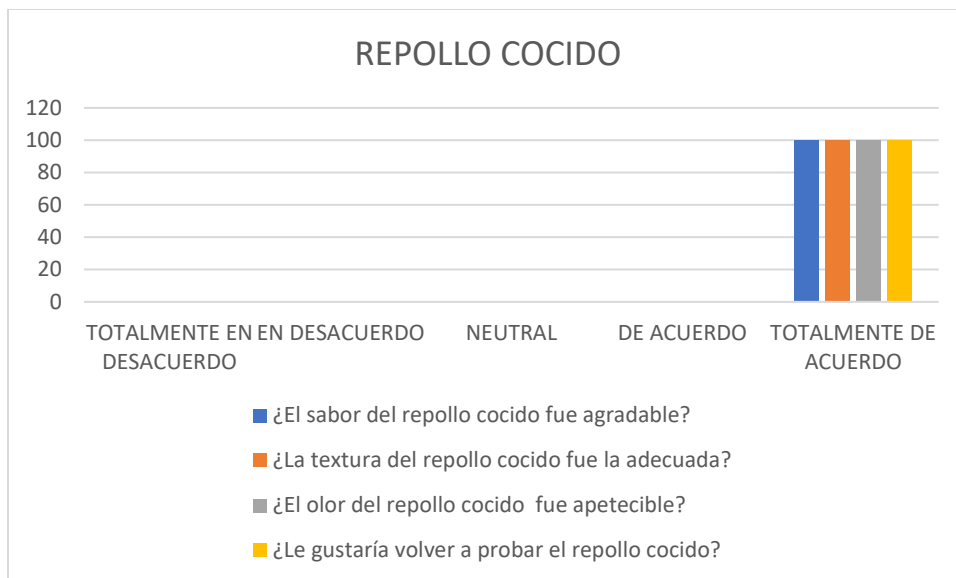 REPOLLO COCIDO
120
100
80
60
40
20
0
TOTALMENTE EN DESACUERDO
EN DESACUERDO
NEUTRAL
DE ACUERDO
TOTALMENTE DE ACUERDO
¿El sabor del repollo cocido fue agradable?
¿La textura del repollo cocido fue la adecuada?
¿El olor del repollo cocido  fue apetecible?
¿Le gustaría volver a probar el repollo cocido?